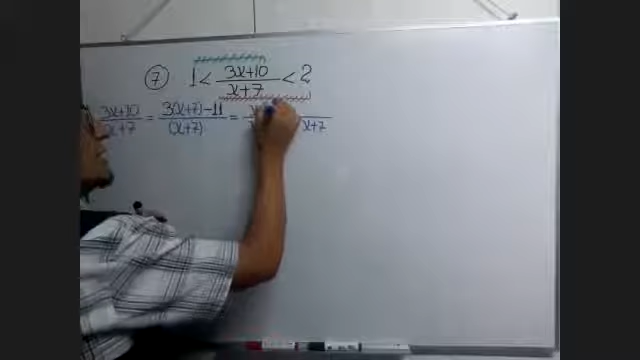 7 1 < (3x+10)/(x+7) < 2
(3x+10)/(x+7) = (3(x+7)-11)/((x+7)) = x+7